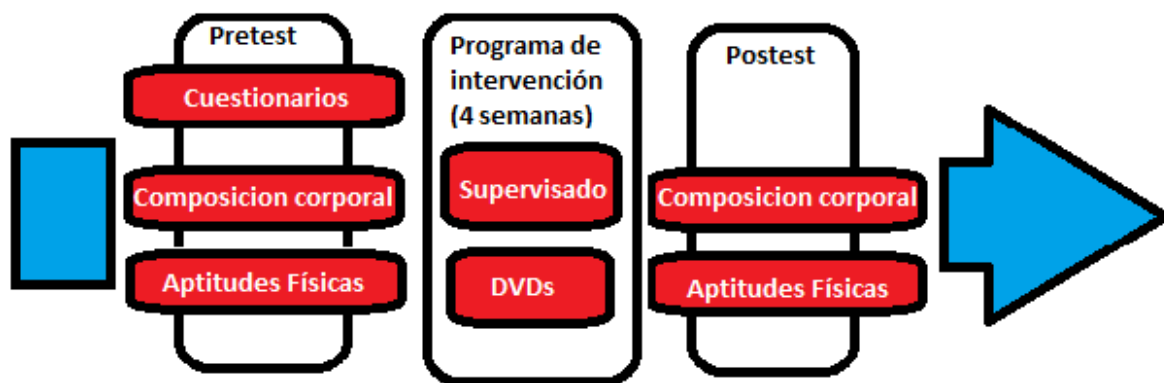 Pretest
Cuestionarios
Composicion corporal
Aptitudes Físicas
Programa de
intervención
(4 semanas)
Supervisado
DVDs
Postest
Composicion corporal
Aptitudes Físicas